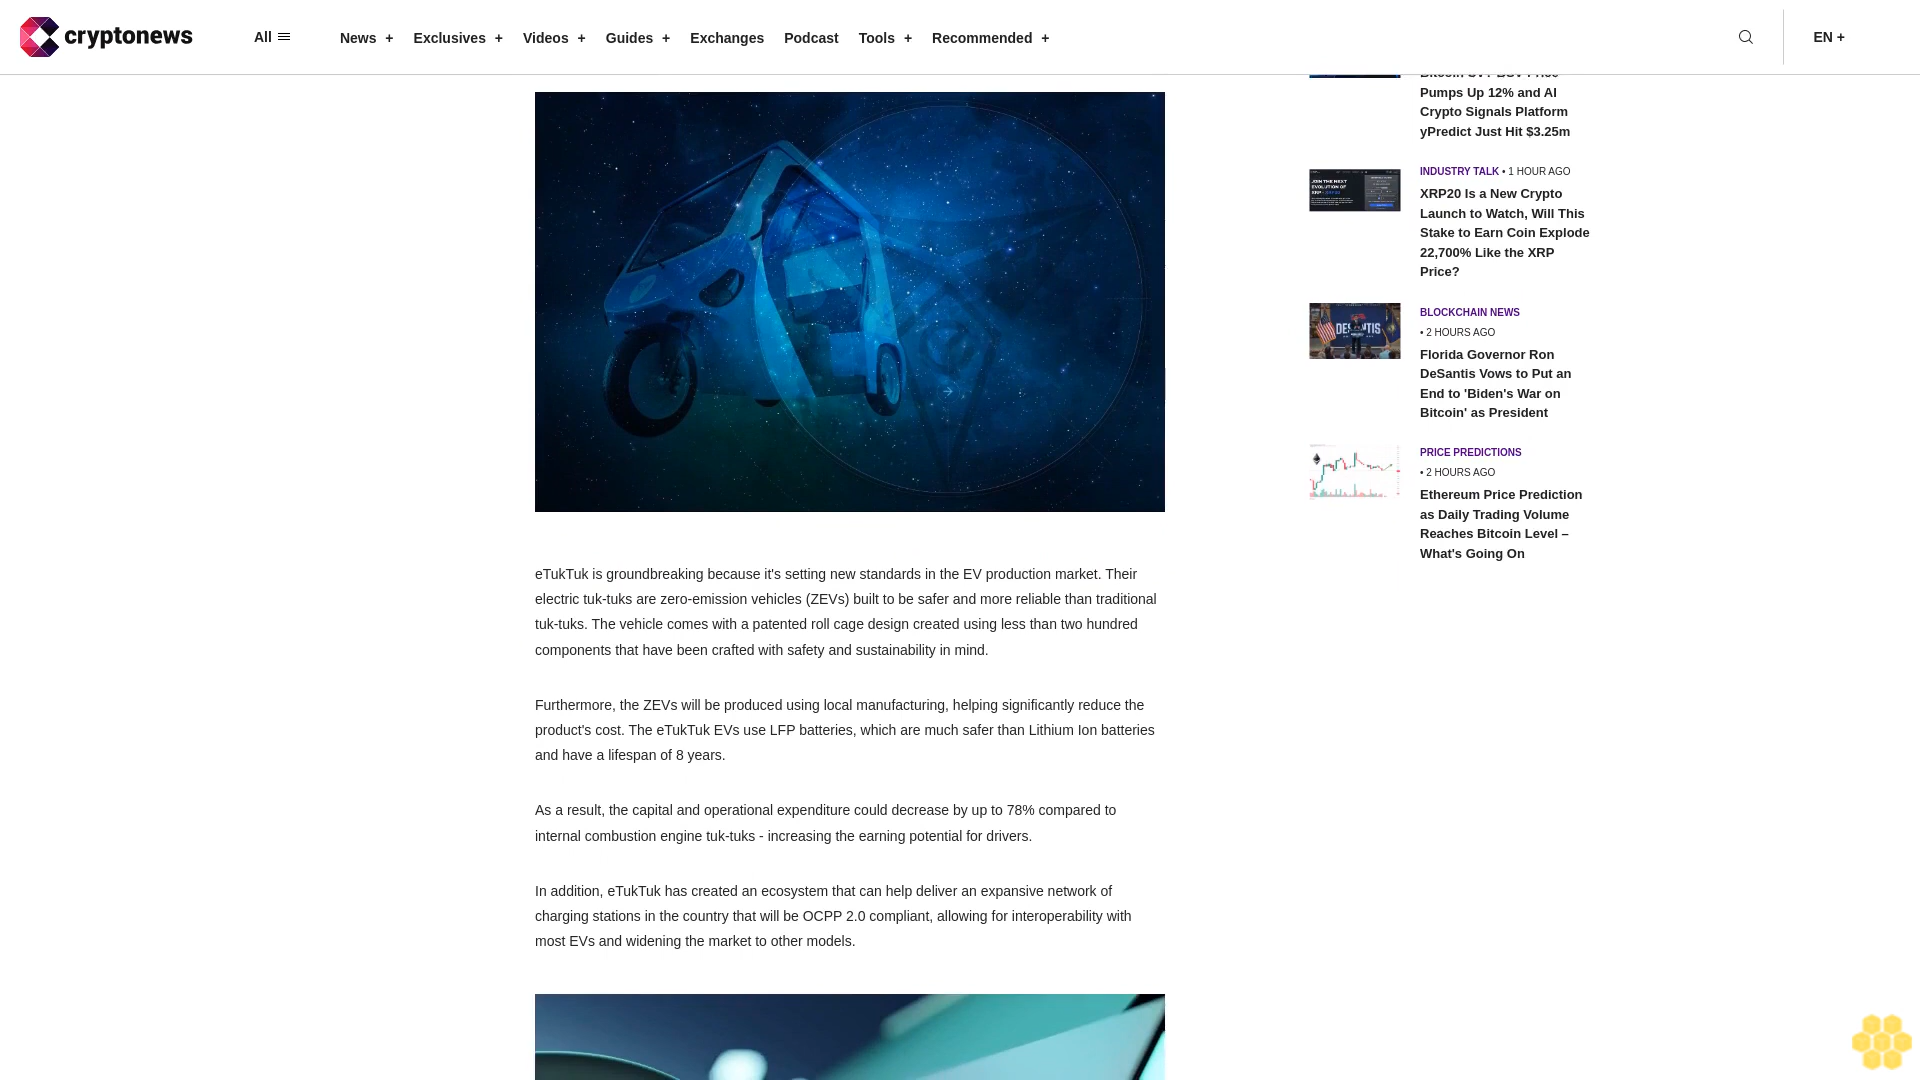 cryptonews
All
News +
Exclusives +
Videos +
Guides +
Exchanges
Podcast
Tools +
Recommended +
EN +
eTukTuk is groundbreaking because it's setting new standards in the EV production market. Their
electric tuk-tuks are zero-emission vehicles (ZEVs) built to be safer and more reliable than traditional
tuk-tuks. The vehicle comes with a patented roll cage design created using less than two hundred
components that have been crafted with safety and sustainability in mind.
Furthermore, the ZEVs will be produced using local manufacturing, helping significantly reduce the
product's cost. The eTukTuk EVs use LFP batteries, which are much safer than Lithium Ion batteries
and have a lifespan of 8 years.
As a result, the capital and operational expenditure could decrease by up to 78% compared to
internal combustion engine tuk-tuks - increasing the earning potential for drivers.
In addition, eTukTuk has created an ecosystem that can help deliver an expansive network of
charging stations in the country that will be OCPP 2.0 compliant, allowing for interoperability with
most EVs and widening the market to other models.
Bitcoin SV? BSV Price
Pumps Up 12% and AI
Crypto Signals Platform
yPredict Just Hit $3.25m
JOIN THE NEXT
EVOLUTION OF
INDUSTRY TALK • 1 HOUR AGO
XRP20 Is a New Crypto
Launch to Watch, Will This
Stake to Earn Coin Explode
22,700% Like the XRP
Price?
BLOCKCHAIN NEWS
• 2 HOURS AGO
Florida Governor Ron
DeSantis Vows to Put an
End to 'Biden's War on
Bitcoin' as President
PRICE PREDICTIONS
• 2 HOURS AGO
Ethereum Price Prediction
as Daily Trading Volume
Reaches Bitcoin Level –
What's Going On